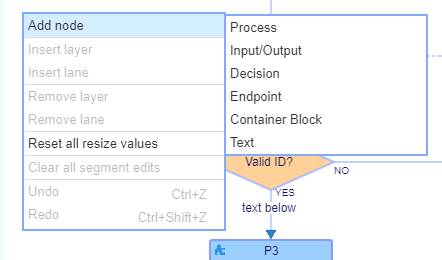 Add node
Insert layer
Insert lane
Remove layer
Remove lane
Reset all resize values
Clear all segment edits
Undo Ctrl+Z
Redo Ctrl+Shift+Z
Process
Input/Output
Decision
Endpoint
Container Block
Text
Valid ID?
NO
YES
text below
P3